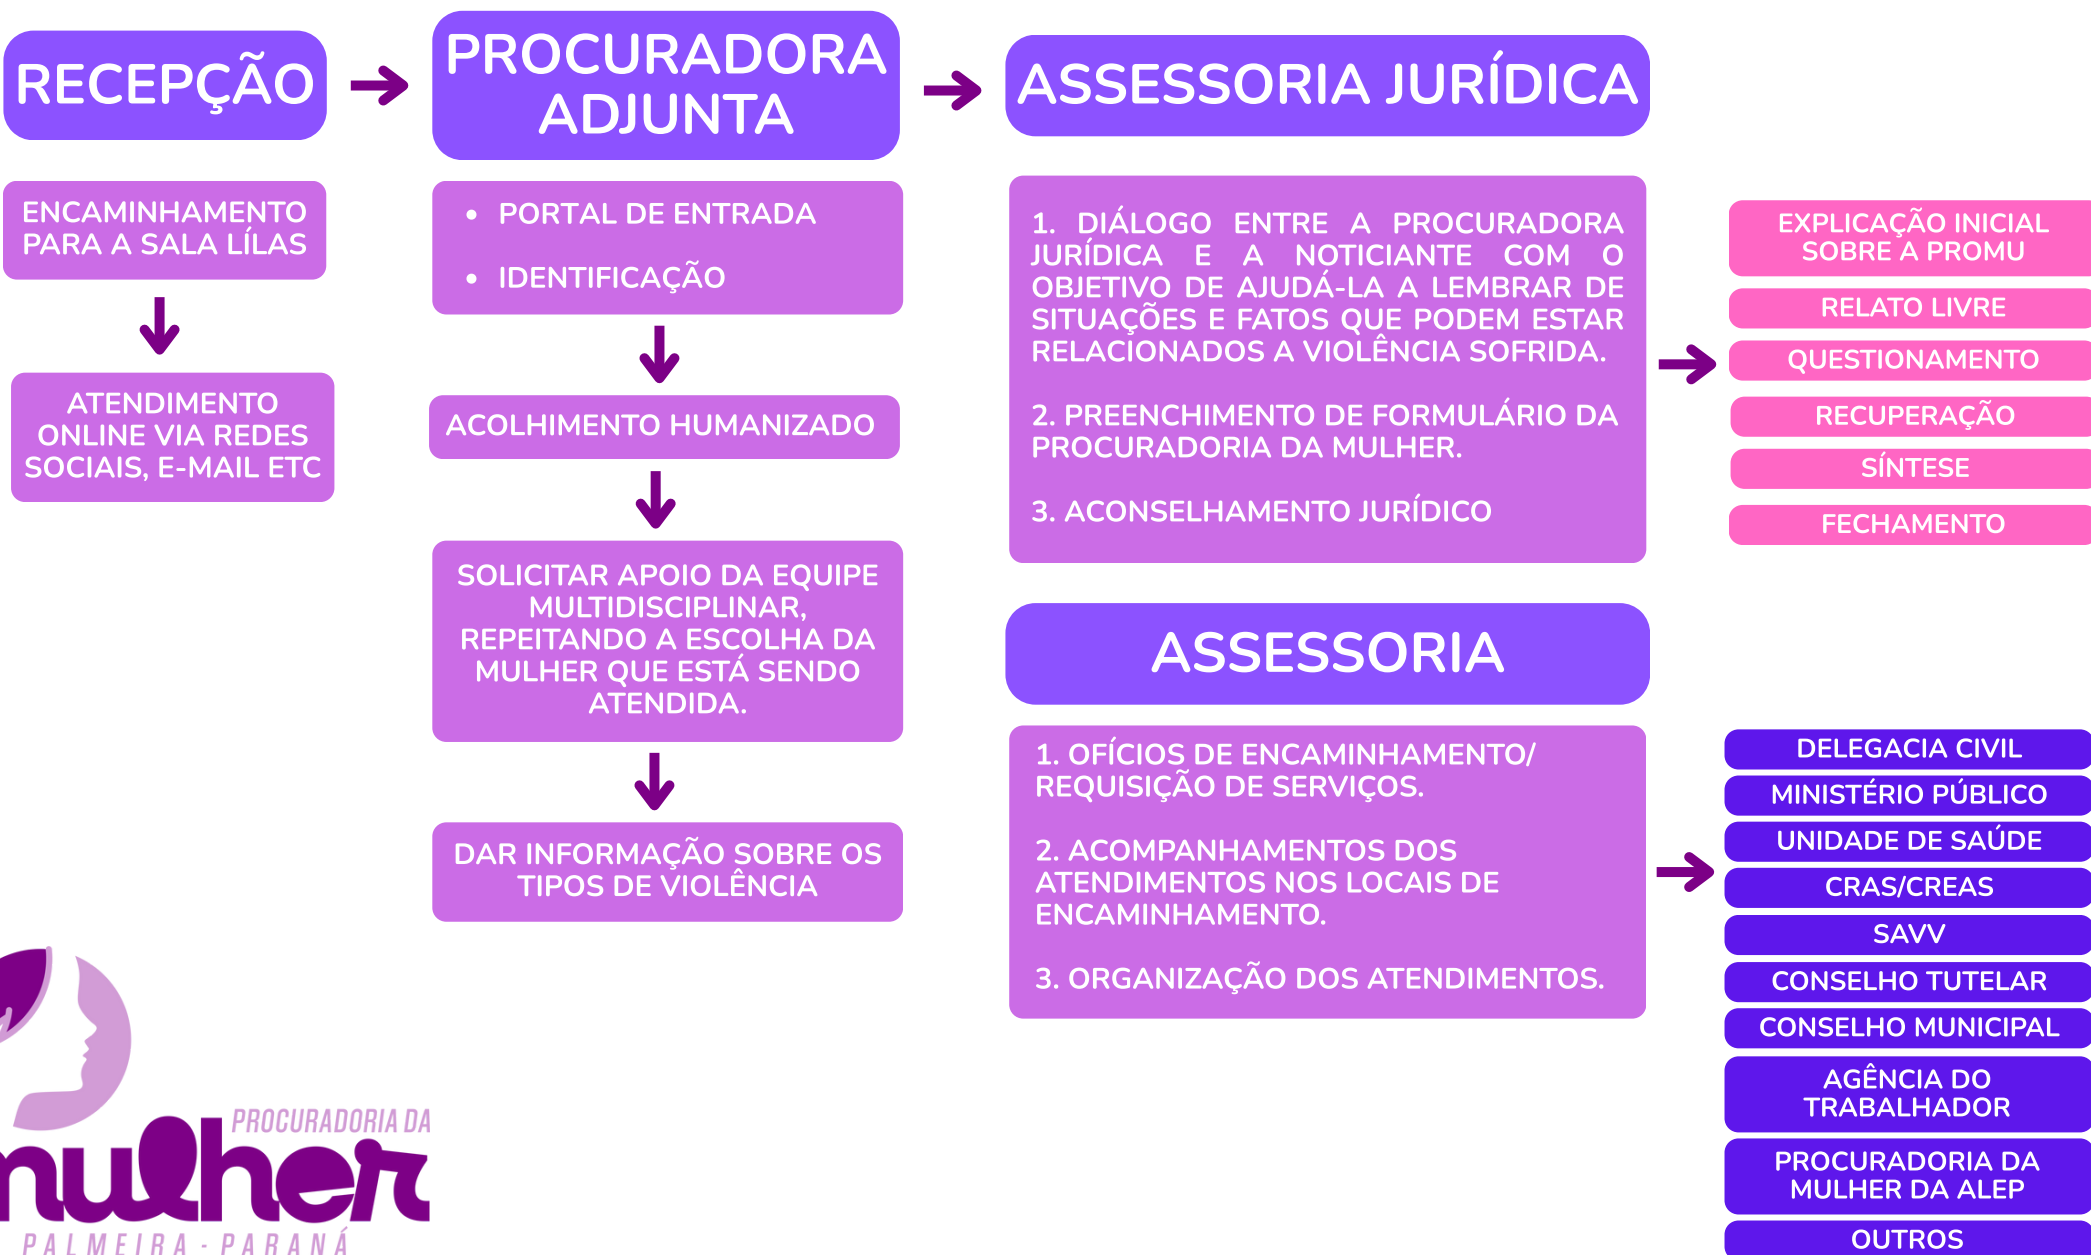 RECEPÇÃO
ENCAMINHAMENTO
PARA A SALA LÍLAS
ATENDIMENTO
ONLINE VIA REDES
SOCIAIS, E-MAIL ETC
PROCURADORA
ADJUNTA
• PORTAL DE ENTRADA
• IDENTIFICAÇÃO
ACOLHIMENTO HUMANIZADO
SOLICITAR APOIO DA EQUIPE
MULTIDISCIPLINAR,
REPEITANDO A ESCOLHA DA
MULHER QUE ESTÁ SENDO
ATENDIDA.
DAR INFORMAÇÃO SOBRE OS
TIPOS DE VIOLÊNCIA
ASSESSORIA JURÍDICA
1. DIÁLOGO ENTRE A PROCURADORA
JURÍDICA E A NOTICIANTE COM O
OBJETIVO DE AJUDÁ-LA A LEMBRAR DE
SITUAÇÕES E FATOS QUE PODEM ESTAR
RELACIONADOS A VIOLÊNCIA SOFRIDA.
2. PREENCHIMENTO DE FORMULÁRIO DA
PROCURADORIA DA MULHER.
3. ACONSELHAMENTO JURÍDICO
EXPLICAÇÃO INICIAL
SOBRE A PROMU
RELATO LIVRE
QUESTIONAMENTO
RECUPERAÇÃO
SÍNTESE
FECHAMENTO
ASSESSORIA
1. OFÍCIOS DE ENCAMINHAMENTO/
REQUISIÇÃO DE SERVIÇOS.
2. ACOMPANHAMENTOS DOS
ATENDIMENTOS NOS LOCAIS DE
ENCAMINHAMENTO.
3. ORGANIZAÇÃO DOS ATENDIMENTOS.
DELEGACIA CIVIL
MINISTÉRIO PÚBLICO
UNIDADE DE SAÚDE
CRAS/CREAS
SAVV
CONSELHO TUTELAR
CONSELHO MUNICIPAL
AGÊNCIA DO
TRABALHADOR
PROCURADORIA DA
MULHER DA ALEP
OUTROS
PROCURADORIA DA
mulher
PALMEIRA - PARANÁ